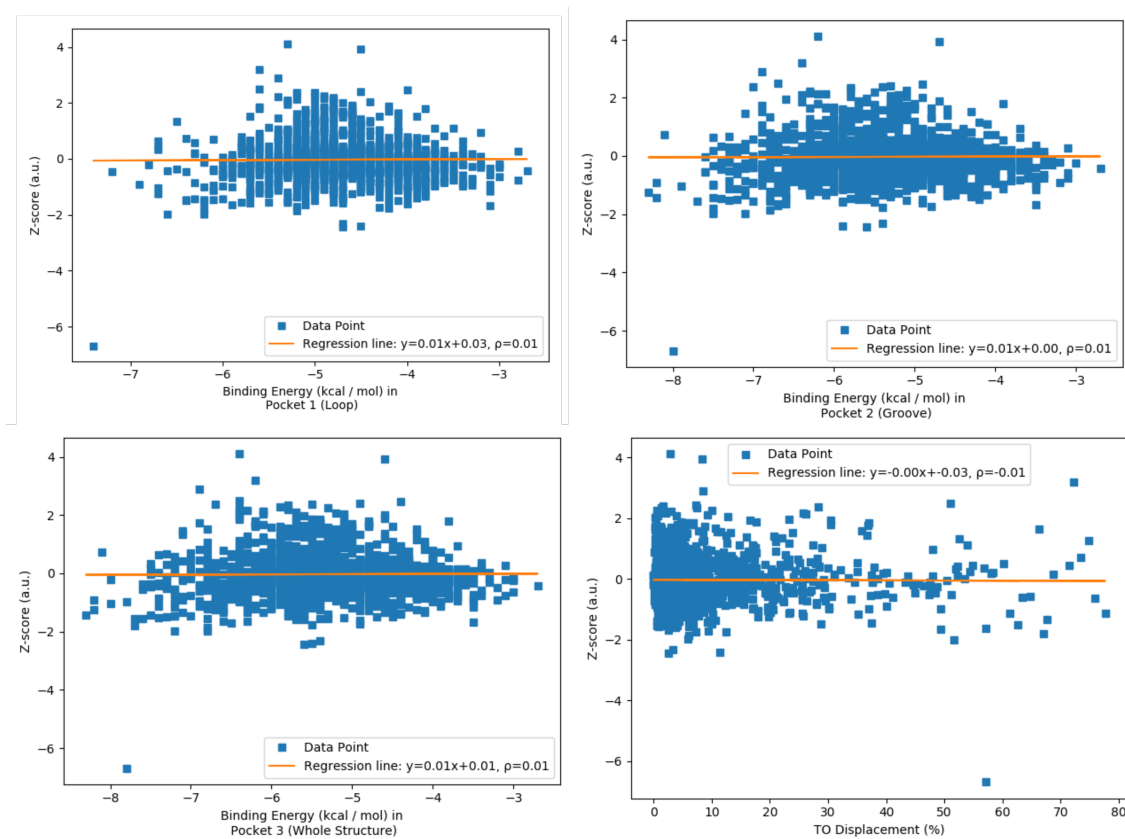 4
2
0
−2
−4
−6
Z-score (a.u.)
Data Point
Regression line: y=0.01x+0.03, ρ=0.01
−7
−6
−5
−4
−3
Binding Energy (kcal / mol) in
Pocket 1 (Loop)
4
2
0
−2
−4
−6
Z-score (a.u.)
Data Point
Regression line: y=0.01x+0.00, ρ=0.01
−8
−7
−6
−5
−4
−3
Binding Energy (kcal / mol) in
Pocket 2 (Groove)
4
2
0
−2
−4
−6
Z-score (a.u.)
Data Point
Regression line: y=0.01x+0.01, ρ=0.01
−8
−7
−6
−5
−4
−3
Binding Energy (kcal / mol) in
Pocket 3 (Whole Structure)
Data Point
Regression line: y=-0.00x+-0.03, ρ=-0.01
4
2
0
−2
−4
−6
Z-score (a.u.)
0
10
20
30
40
50
60
70
80
TO Displacement (%)